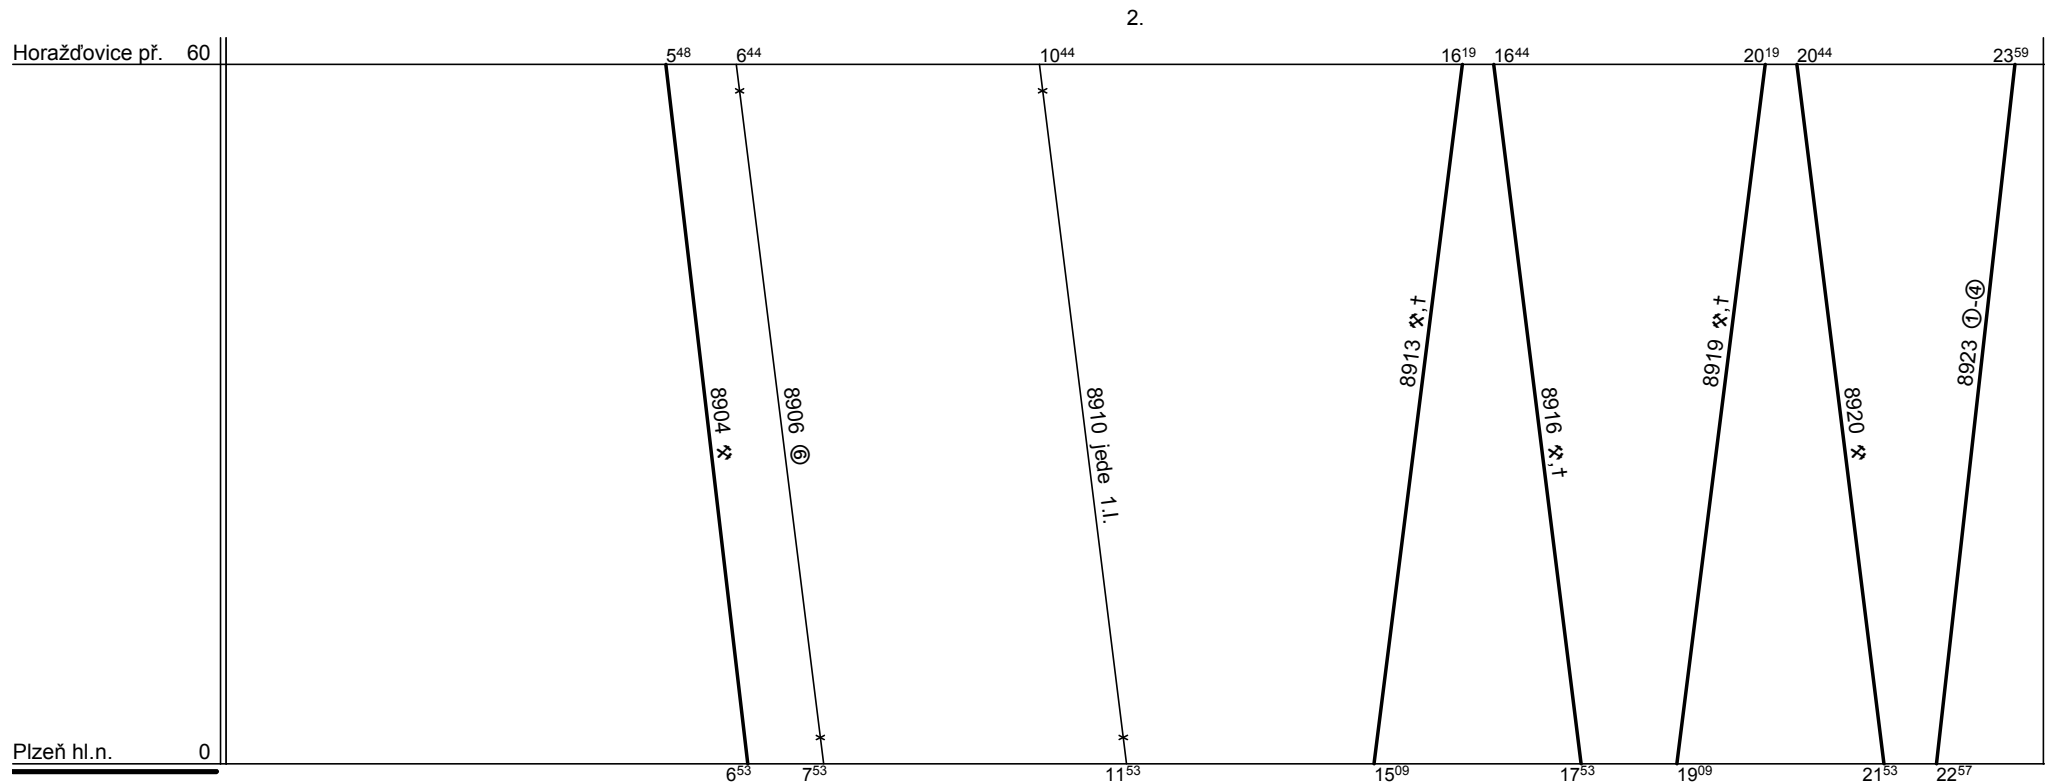 2.
Horažďovice př. 60
5⁴⁸ 6⁴⁴ 10⁴⁴ 16¹⁹ 16⁴⁴ 20¹⁹ 20⁴⁴ 23⁵⁹
8904 ⚒
8906 ⑥
8910 jede 1.I.
8913 ⚒,†
8916 ⚒,†
8919 ⚒,†
8920 ⚒
8923 ①-④
Plzeň hl.n. 0
6⁵³ 7⁵³ 11⁵³ 15⁰⁹ 17⁵³ 19⁰⁹ 21⁵³ 22⁵⁷